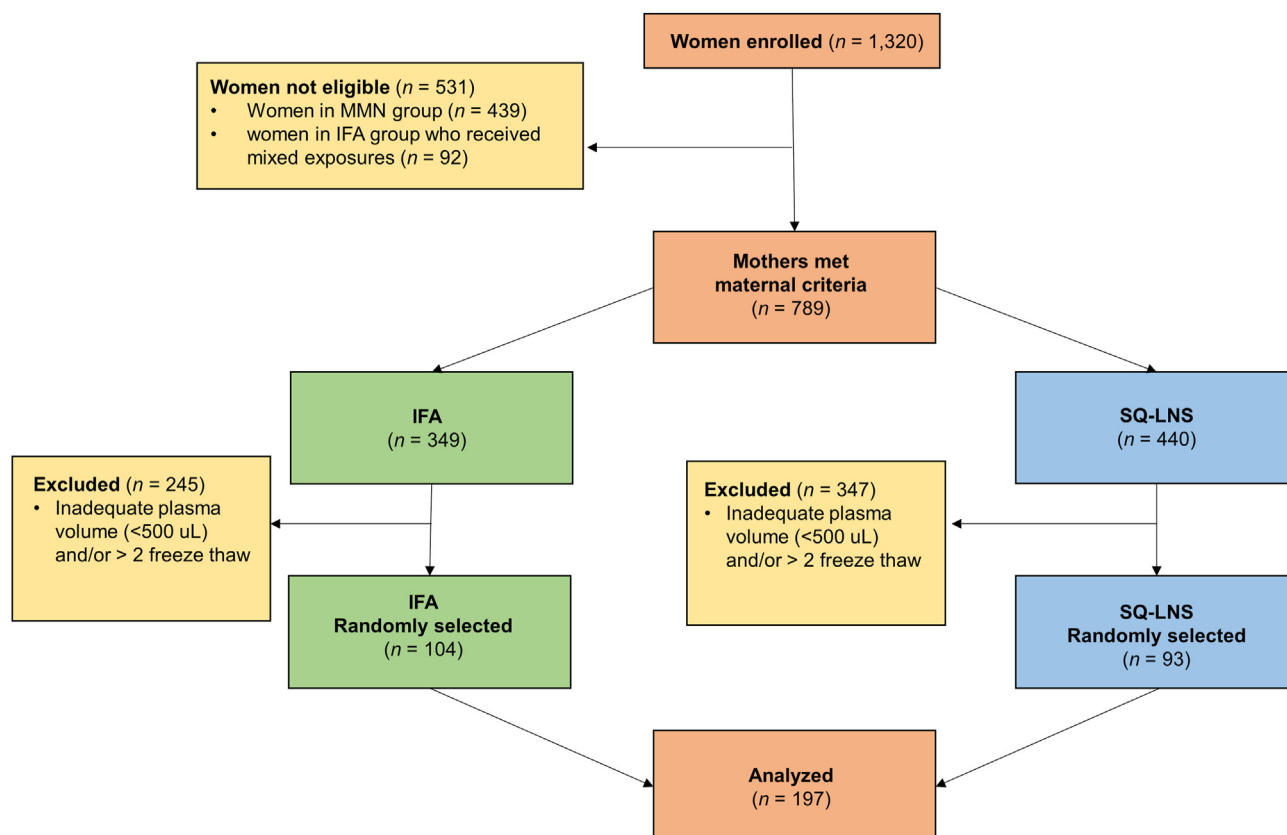 Women enrolled (n = 1,320)
Women not eligible (n = 531)
• Women in MMN group (n = 439)
• women in IFA group who received
mixed exposures (n = 92)
Mothers met
maternal criteria
(n = 789)
IFA
(n = 349)
SQ-LNS
(n = 440)
Excluded (n = 245)
• Inadequate plasma
volume (<500 uL)
and/or > 2 freeze thaw
Excluded (n = 347)
• Inadequate plasma
volume (<500 uL)
and/or > 2 freeze thaw
IFA
Randomly selected
(n = 104)
SQ-LNS
Randomly selected
(n = 93)
Analyzed
(n = 197)